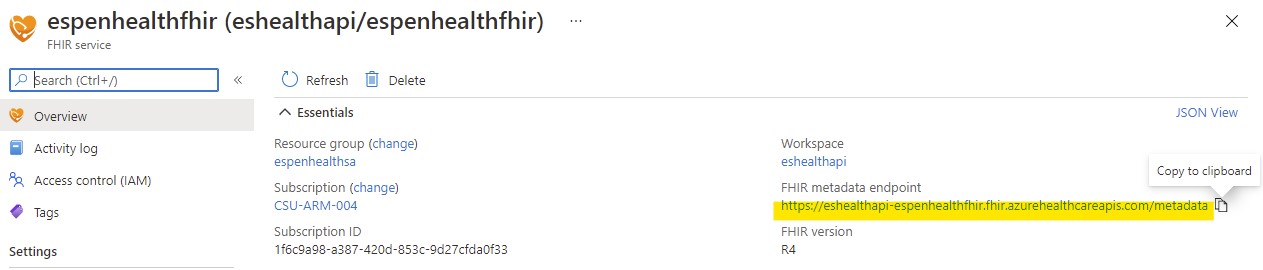 espenhealthfhir (eshealthapi/espenhealthfhir) ...
FHIR service
Search (Ctrl+/) «
Refresh Delete
Overview
Activity log
Access control (IAM)
Tags
Settings
Essentials JSON View
Resource group (change)
espenhealthsa
Subscription (change)
CSU-ARM-004
Subscription ID
1f6c9a98-a387-420d-853c-9d27cfda0f33
Workspace
eshealthapi
Copy to clipboard
FHIR metadata endpoint
https://eshealthapi-espenhealthfhir.fhir.azurehealthcareapis.com/metadata
FHIR version
R4